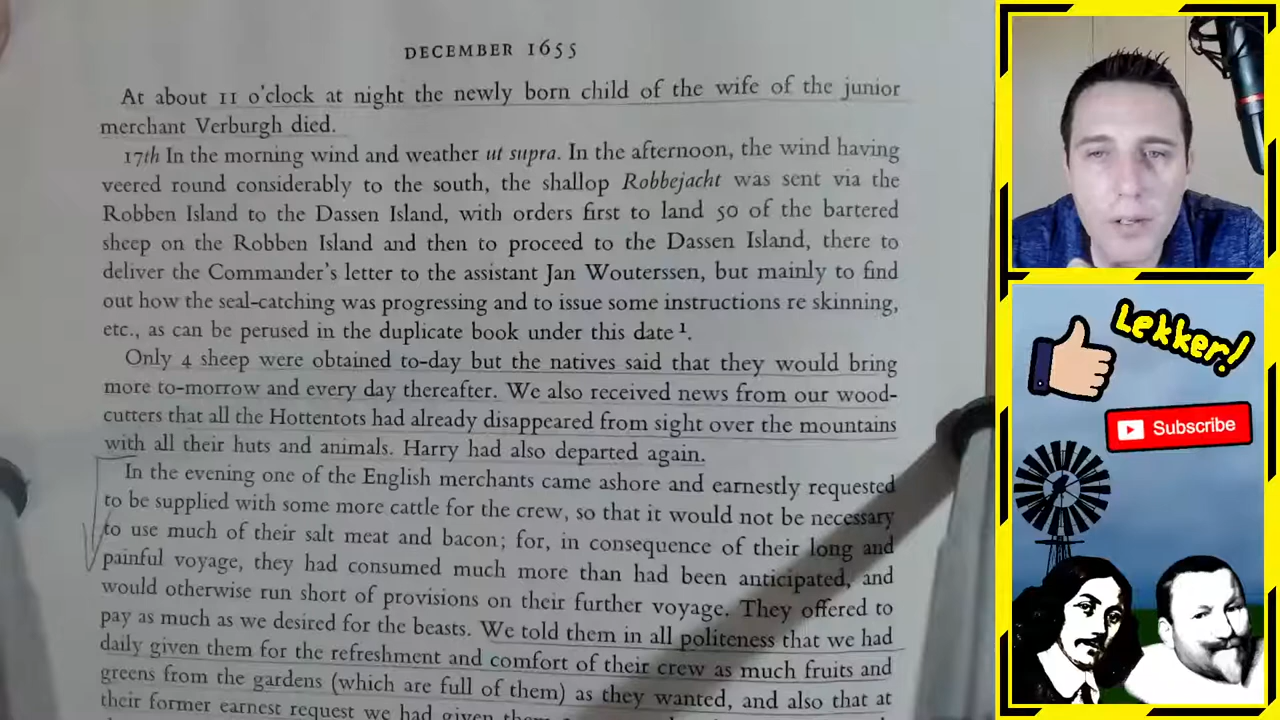 DECEMBER 1655
At about 11 o'clock at night the newly born child of the wife of the junior
merchant Verburgh died.
17th In the morning wind and weather ut supra. In the afternoon, the wind having
veered round considerably to the south, the shallop Robbejacht was sent via the
Robben Island to the Dassen Island, with orders first to land 50 of the bartered
sheep on the Robben Island and then to proceed to the Dassen Island, there to
deliver the Commander's letter to the assistant Jan Wouterssen, but mainly to find
out how the seal-catching was progressing and to issue some instructions re skinning,
etc., as can be perused in the duplicate book under this date ¹.
Only 4 sheep were obtained to-day but the natives said that they would bring
more to-morrow and every day thereafter. We also received news from our wood-
cutters that all the Hottentots had already disappeared from sight over the mountains
with all their huts and animals. Harry had also departed again.
In the evening one of the English merchants came ashore and earnestly requested
to be supplied with some more cattle for the crew, so that it would not be necessary
to use much of their salt meat and bacon; for, in consequence of their long and
painful voyage, they had consumed much more than had been anticipated, and
would otherwise run short of provisions on their further voyage. They offered to
pay as much as we desired for the beasts. We told them in all politeness that we had
daily given them for the refreshment and comfort of their crew as much fruits and
greens from the gardens (which are full of them) as they wanted, and also that at
their former earnest request we had given them
Lekker!
Subscribe